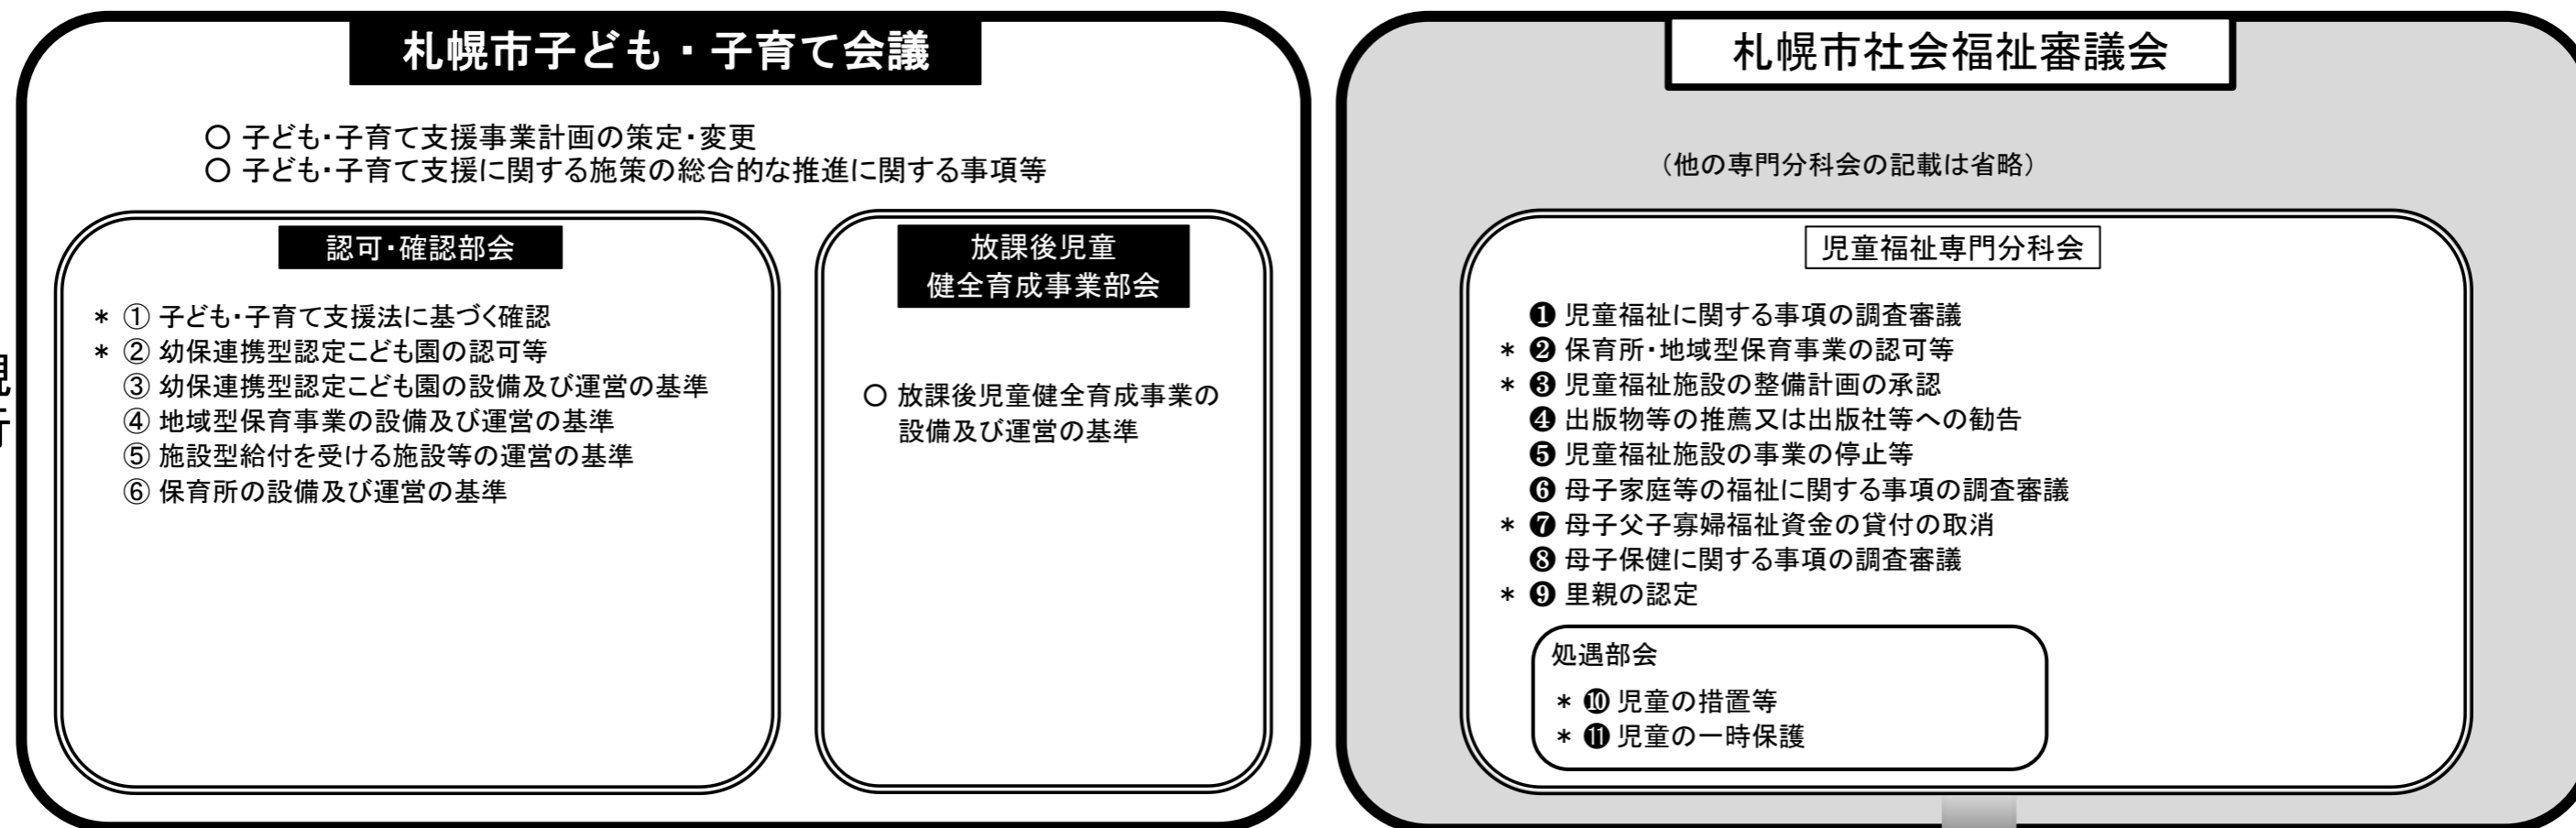 札幌市子ども・子育て会議
〇 子ども・子育て支援事業計画の策定・変更
〇 子ども・子育て支援に関する施策の総合的な推進に関する事項等
認可・確認部会
* ① 子ども・子育て支援法に基づく確認
* ② 幼保連携型認定こども園の認可等
③ 幼保連携型認定こども園の設備及び運営の基準
④ 地域型保育事業の設備及び運営の基準
⑤ 施設型給付を受ける施設等の運営の基準
⑥ 保育所の設備及び運営の基準
放課後児童
健全育成事業部会
〇 放課後児童健全育成事業の
設備及び運営の基準
札幌市社会福祉審議会
（他の専門分科会の記載は省略）
児童福祉専門分科会
❶ 児童福祉に関する事項の調査審議
* ❷ 保育所・地域型保育事業の認可等
* ❸ 児童福祉施設の整備計画の承認
❹ 出版物等の推薦又は出版社等への勧告
❺ 児童福祉施設の事業の停止等
❻ 母子家庭等の福祉に関する事項の調査審議
* ❼ 母子父子寡婦福祉資金の貸付の取消
❽ 母子保健に関する事項の調査審議
* ❾ 里親の認定
処遇部会
* ❿ 児童の措置等
* ⓫ 児童の一時保護